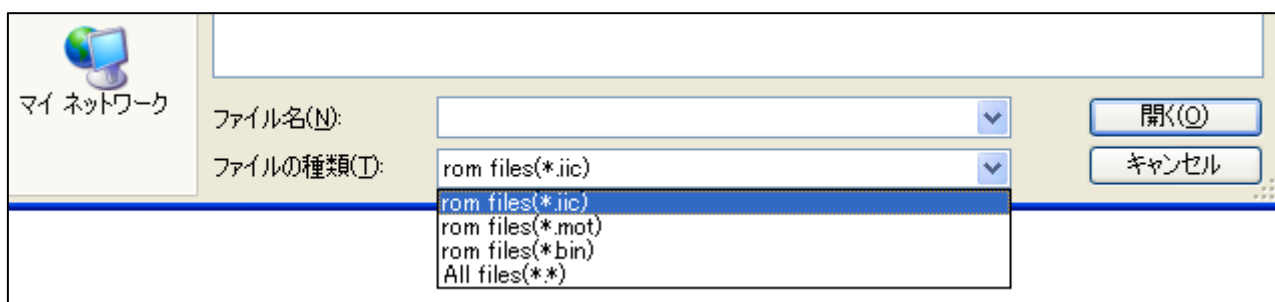 マイ ネットワーク
ファイル名(N):
開く(O)
ファイルの種類(T):
rom files(*.iic)
キャンセル
rom files(*.iic)
rom files(*.mot)
rom files(*.bin)
All files(*.*)